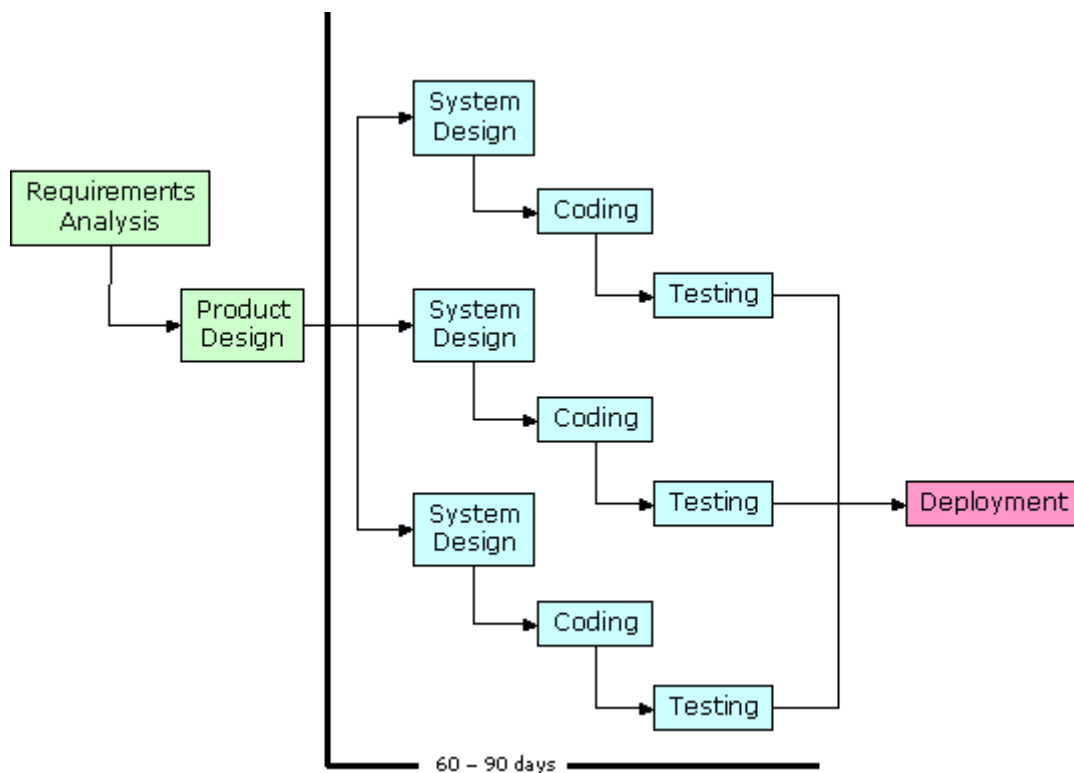 Requirements
Analysis
Product
Design
System
Design
Coding
Testing
System
Design
Coding
Testing
System
Design
Coding
Testing
Deployment
60 – 90 days